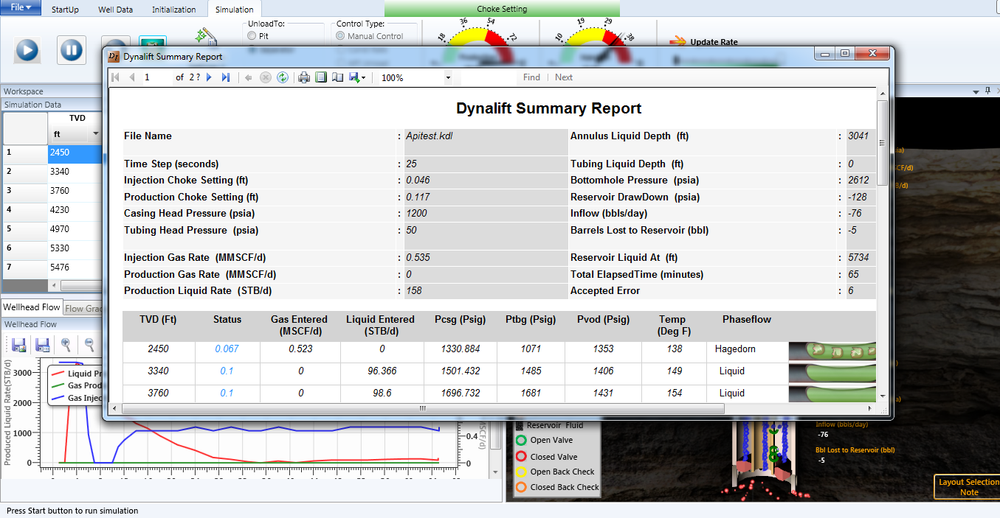 File
StartUp
Well Data
Initialization
Simulation
Choke Setting
UnloadTo:
Pit
Control Type:
Manual Control
18
36
54
72
10
19
29
38
Update Rate
Dynalift Summary Report
1 of 2 ?
100%
Find | Next
Workspace
Simulation Data
TVD
ft
1 2450
2 3340
3 3760
4 4230
5 4970
6 5330
7 5476
Dynalift Summary Report
File Name : Apitest.kdl Annulus Liquid Depth (ft) : 3041
Time Step (seconds) : 25 Tubing Liquid Depth (ft) : 0
Injection Choke Setting (ft) : 0.046 Bottomhole Pressure (psia) : 2612
Production Choke Setting (ft) : 0.117 Reservoir DrawDown (psia) : -128
Casing Head Pressure (psia) : 1200 Inflow (bbls/day) : -76
Tubing Head Pressure (psia) : 50 Barrels Lost to Reservoir (bbl) : -5
Injection Gas Rate (MMSCF/d) : 0.535 Reservoir Liquid At (ft) : 5734
Production Gas Rate (MMSCF/d) : 0 Total ElapsedTime (minutes) : 65
Production Liquid Rate (STB/d) : 158 Accepted Error : 6
TVD (Ft) Status Gas Entered (MSCF/d) Liquid Entered (STB/d) Pcsg (Psig) Ptbg (Psig) Pvod (Psig) Temp (Deg F) Phaseflow
2450 0.067 0.523 0 1330.884 1071 1353 138 Hagedorn
3340 0.1 0 96.366 1501.432 1485 1406 149 Liquid
3760 0.1 0 98.6 1696.732 1681 1431 154 Liquid
Wellhead Flow
Flow Grad
Wellhead Flow
Produced Liquid Rate(STB/d)
3000
2000
1000
0
Liquid Pr
Gas Prod
Gas Injec
0.4
0
SCF/d)
Reservoir Fluid
Open Valve
Closed Valve
Open Back Check
Closed Back Check
Inflow (bbls/day)
-76
Bbl Lost to Reservoir (bbl)
-5
Layout Selection
Note
Press Start button to run simulation